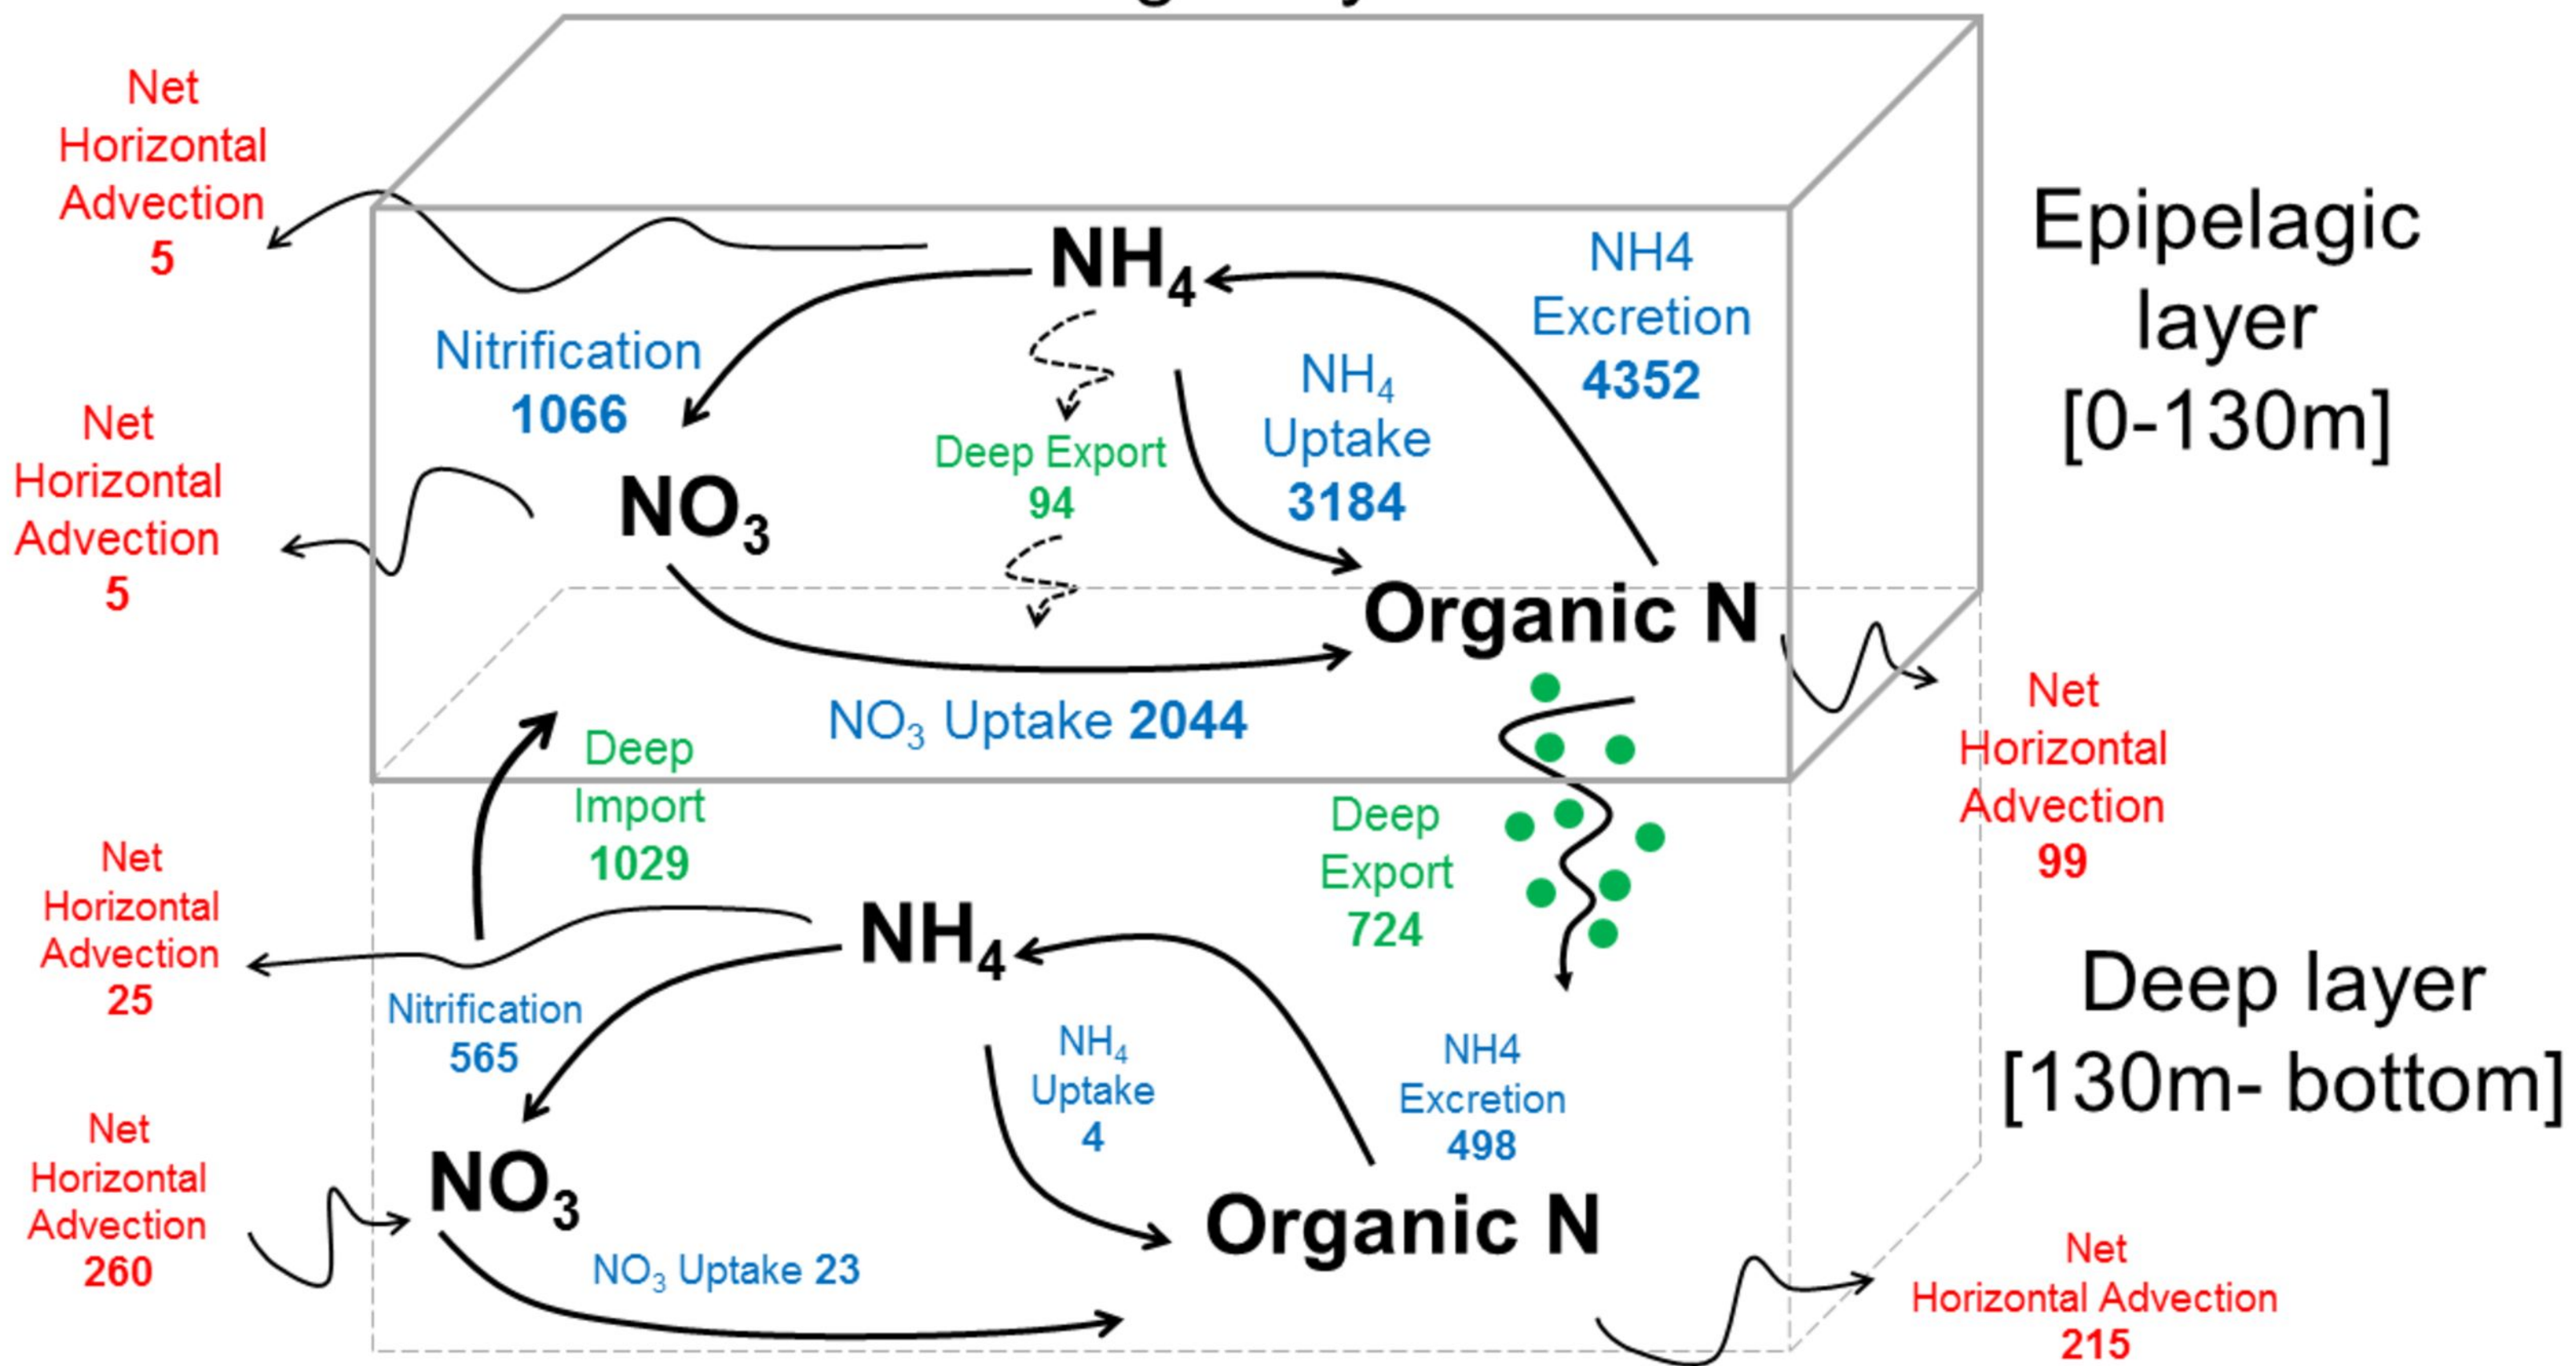 Net
Horizontal
Advection
5
NH₄
NH4
Excretion
4352
Epipelagic
layer
[0-130m]
Nitrification
1066
NH₄
Uptake
3184
Deep Export
94
Net
Horizontal
Advection
5
NO₃
Organic N
NO₃ Uptake 2044
Net
Horizontal
Advection
99
Deep
Import
1029
Deep
Export
724
Net
Horizontal
Advection
25
NH₄
Deep layer
[130m- bottom]
Nitrification
565
NH₄
Uptake
4
NH4
Excretion
498
Net
Horizontal
Advection
260
NO₃
Organic N
NO₃ Uptake 23
Net
Horizontal Advection
215